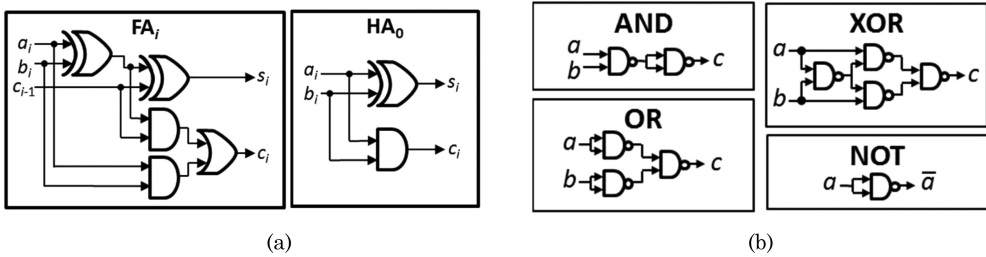 FAᵢ
aᵢ
bᵢ
cᵢ₋₁
sᵢ
cᵢ
HA₀
aᵢ
bᵢ
sᵢ
cᵢ
(a)
AND
a
b
c
OR
a
b
c
XOR
a
b
c
NOT
a
a̅
(b)